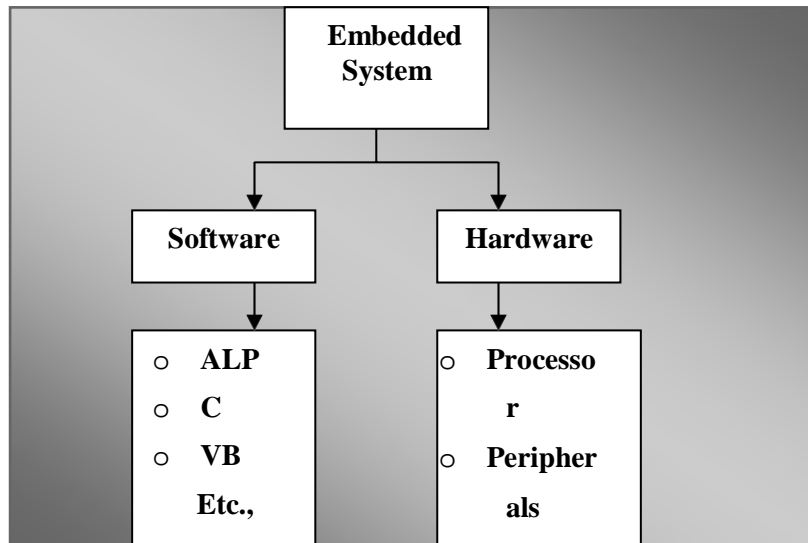 Embedded
System
Software
Hardware
o ALP
o C
o VB
Etc.,
o Processo
r
o Peripher
als